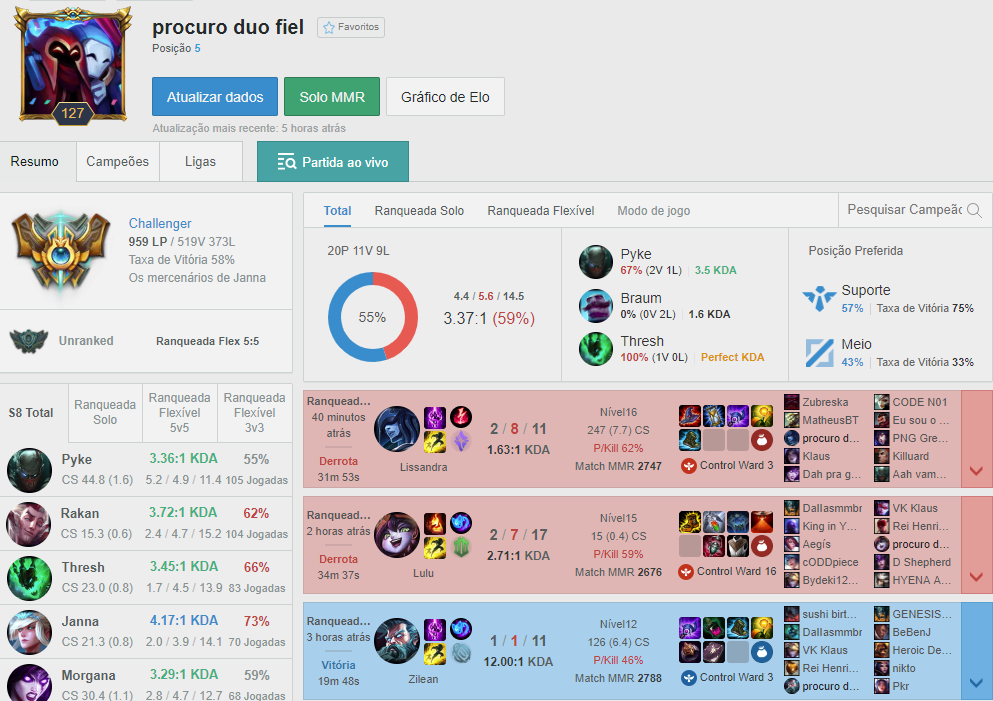 procuro duo fiel
Favoritos
Posição 5
127
Atualizar dados
Solo MMR
Gráfico de Elo
Atualização mais recente: 5 horas atrás
Resumo
Campeões
Ligas
Partida ao vivo
Challenger
959 LP / 519V 373L
Taxa de Vitória 58%
Os mercenários de Janna
Unranked
Ranqueada Flex 5:5
S8 Total
Ranqueada Solo
Ranqueada Flexível 5v5
Ranqueada Flexível 3v3
Pyke
3.36:1 KDA
55%
CS 44.8 (1.6)
5.2 / 4.9 / 11.4
105 Jogadas
Rakan
3.72:1 KDA
62%
CS 15.3 (0.6)
2.4 / 4.7 / 15.2
104 Jogadas
Thresh
3.45:1 KDA
66%
CS 23.0 (0.8)
1.7 / 4.5 / 13.9
83 Jogadas
Janna
4.17:1 KDA
73%
CS 21.3 (0.8)
2.0 / 3.9 / 14.1
70 Jogadas
Morgana
3.29:1 KDA
59%
CS 30.4 (1.1)
2.8 / 4.7 / 12.7
68 Jogadas
Total
Ranqueada Solo
Ranqueada Flexível
Modo de jogo
Pesquisar Campeão
20P 11V 9L
55%
4.4 / 5.6 / 14.5
3.37:1 (59%)
Pyke
67% (2V 1L)
3.5 KDA
Braum
0% (0V 2L)
1.6 KDA
Thresh
100% (1V 0L)
Perfect KDA
Posição Preferida
Suporte
57%
Taxa de Vitória 75%
Meio
43%
Taxa de Vitória 33%
Ranquead...
40 minutos atrás
Derrota
31m 53s
Lissandra
2 / 8 / 11
1.63:1 KDA
Nível16
247 (7.7) CS
P/Kill 62%
Match MMR 2747
Control Ward 3
Zubreska
MatheusBT
procuro d...
Klaus
Dah pra g...
CODE N01
Eu sou o ...
PNG Gre...
Killuard
Aah vam...
Ranquead...
2 horas atrás
Derrota
34m 37s
Lulu
2 / 7 / 17
2.71:1 KDA
Nível15
15 (0.4) CS
P/Kill 59%
Match MMR 2676
Control Ward 16
Dallasmmbr
King in Y...
Aegís
cODDpiece
Bydeki12...
VK Klaus
Rei Henri...
procuro d...
D Shepherd
HYENA A...
Ranquead...
3 horas atrás
Vitória
19m 48s
Zilean
1 / 1 / 11
12.00:1 KDA
Nível12
126 (6.4) CS
P/Kill 46%
Match MMR 2788
Control Ward 3
sushi birt...
Dallasmmbr
VK Klaus
Rei Henri...
procuro d...
GENESIS...
BeBenJ
Heroic De...
nikto
Pkr